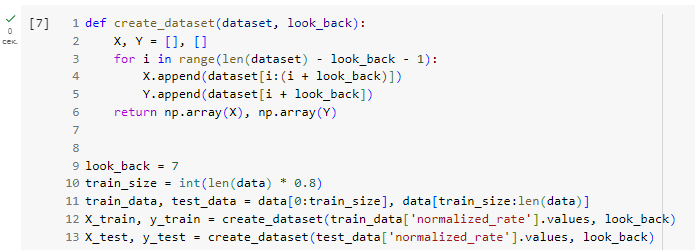 [7]
0
сек.
1 def create_dataset(dataset, look_back):
2     X, Y = [], []
3     for i in range(len(dataset) - look_back - 1):
4         X.append(dataset[i:(i + look_back)])
5         Y.append(dataset[i + look_back])
6     return np.array(X), np.array(Y)
7
8
9 look_back = 7
10 train_size = int(len(data) * 0.8)
11 train_data, test_data = data[0:train_size], data[train_size:len(data)]
12 X_train, y_train = create_dataset(train_data['normalized_rate'].values, look_back)
13 X_test, y_test = create_dataset(test_data['normalized_rate'].values, look_back)